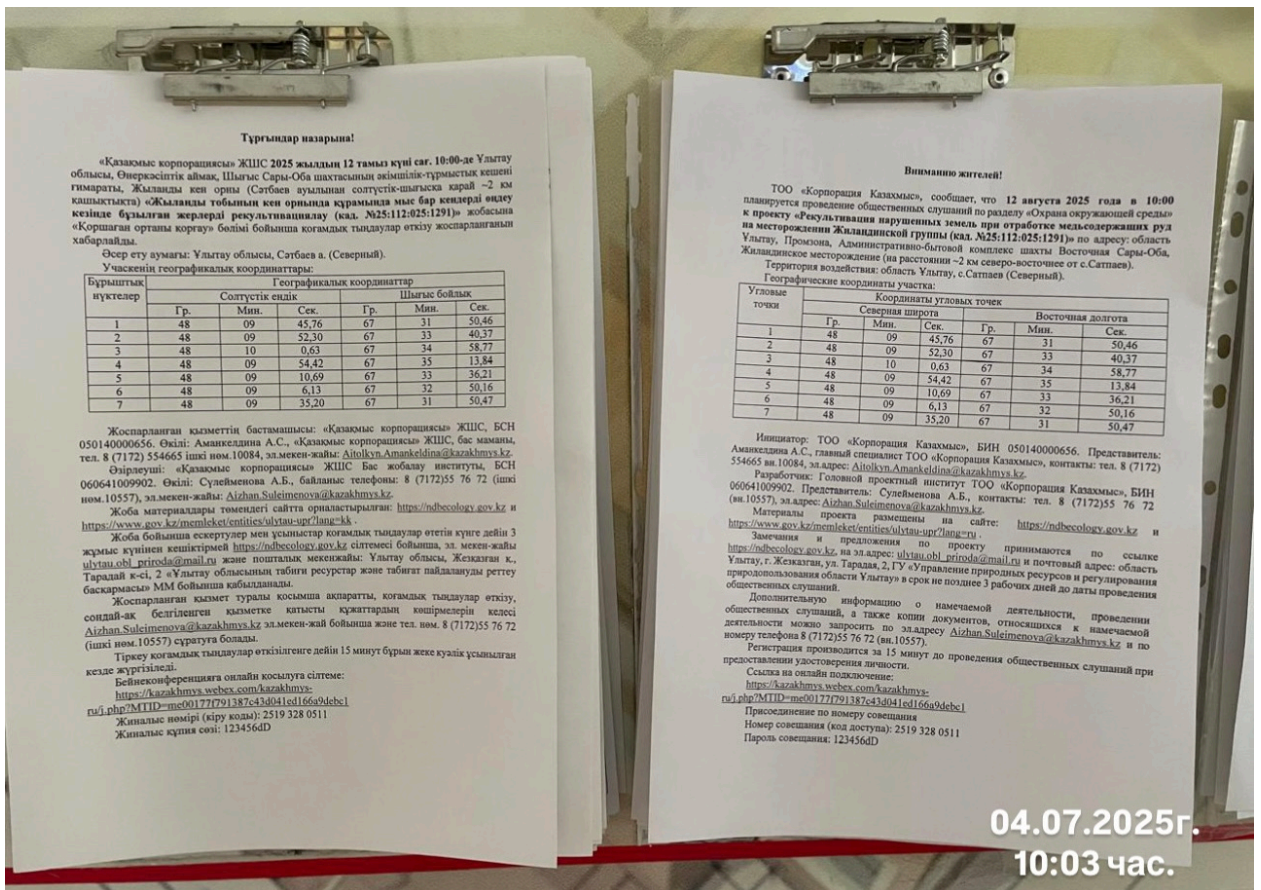 Тұрғындар назарына!
«Қазақмыс корпорациясы» ЖШС 2025 жылдың 12 тамыз күні сағ. 10:00-де Ұлытау
облысы, Өнеркәсіптік аймақ, Шығыс Сары-Оба шахтасының әкімшілік-тұрмыстық кешені
ғимараты, Жыланды кен орны (Сәтбаев ауылынан солтүстік-шығысқа қарай ~2 км
қашықтықта) «Жыланды тобының кен орнында құрамында мыс бар кендерді өңдеу
кезінде бұзылған жерлерді рекультивациялау (кад. №25:112:025:1291)» жобасына
«Қоршаған ортаны қорғау» бөлімі бойынша қоғамдық тыңдаулар өткізу жоспарланғанын
хабарлайды.
Әсер ету аумағы: Ұлытау облысы, Сәтбаев а. (Северный).
Учаскенің географиялық координаттары:
Бұрыштық нүктелер Географиялық координаттар
Солтүстік ендік Шығыс бойлық
Гр. Мин. Сек. Гр. Мин. Сек.
1 48 09 45,76 67 31 50,46
2 48 09 52,30 67 33 40,37
3 48 10 0,63 67 34 58,77
4 48 09 54,42 67 35 13,84
5 48 09 10,69 67 33 36,21
6 48 09 6,13 67 32 50,16
7 48 09 35,20 67 31 50,47
Жоспарланған қызметтің бастамашысы: «Қазақмыс корпорациясы» ЖШС, БСН
050140000656. Өкілі: Аманкелдина А.С., «Қазақмыс корпорациясы» ЖШС, бас маманы,
тел. 8 (7172) 554665 ішкі нөм.10084, эл.мекен-жайы: Aitolkyn.Amankeldina@kazakhmys.kz.
Әзірлеуші: «Қазақмыс корпорациясы» ЖШС Бас жобалау институты, БСН
060641009902. Өкілі: Сүлейменова А.Б., байланыс телефоны: 8 (7172)55 76 72 (ішкі
нөм.10557), эл.мекен-жайы: Aizhan.Suleimenova@kazakhmys.kz.
Жоба материалдары төмендегі сайтта орналастырылған: https://ndbecology.gov.kz и
https://www.gov.kz/memleket/entities/ulytau-upr?lang=kk .
Жоба бойынша ескертулер мен ұсыныстар қоғамдық тыңдаулар өтетін күнге дейін 3
жұмыс күнінен кешіктірмей https://ndbecology.gov.kz сілтемесі бойынша, эл. мекен-жайы
ulytau.obl_priroda@mail.ru және пошталық мекенжайы: Ұлытау облысы, Жезқазған қ.,
Тарадай к-сі, 2 «Ұлытау облысының табиғи ресурстар және табиғат пайдалануды реттеу
басқармасы» ММ бойынша қабылданады.
Жоспарланған қызмет туралы қосымша ақпаратты, қоғамдық тыңдаулар өткізу,
сондай-ақ белгіленген қызметке қатысты құжаттардың көшірмелерін келесі
Aizhan.Suleimenova@kazakhmys.kz эл.мекен-жай бойынша және тел. нөм. 8 (7172)55 76 72
(ішкі нөм.10557) сұратуға болады.
Тіркеу қоғамдық тыңдаулар өткізілгенге дейін 15 минут бұрын жеке куәлік ұсынылған
кезде жүргізіледі.
Бейнеконференцияға онлайн қосылуға сілтеме:
https://kazakhmys.webex.com/kazakhmys-
ru/j.php?MTID=me00177f791387c43d041ed166a9debc1
Жиналыс нөмірі (кіру коды): 2519 328 0511
Жиналыс құпия сөзі: 123456dD
Вниманию жителей!
ТОО «Корпорация Казахмыс», сообщает, что 12 августа 2025 года в 10:00
планируется проведение общественных слушаний по разделу «Охрана окружающей среды»
к проекту «Рекультивация нарушенных земель при отработке медьсодержащих руд
на месторождении Жиландинской группы (кад. №25:112:025:1291)» по адресу: область
Ұлытау, Промзона, Административно-бытовой комплекс шахты Восточная Сары-Оба,
Жиландинское месторождение (на расстоянии ~2 км северо-восточнее от с.Сатпаев).
Территория воздействия: область Ұлытау, с.Сатпаев (Северный).
Географические координаты участка:
Угловые точки Координаты угловых точек
Северная широта Восточная долгота
Гр. Мин. Сек. Гр. Мин. Сек.
1 48 09 45,76 67 31 50,46
2 48 09 52,30 67 33 40,37
3 48 10 0,63 67 34 58,77
4 48 09 54,42 67 35 13,84
5 48 09 10,69 67 33 36,21
6 48 09 6,13 67 32 50,16
7 48 09 35,20 67 31 50,47
Инициатор: ТОО «Корпорация Казахмыс», БИН 050140000656. Представитель:
Аманкелдина А.С., главный специалист ТОО «Корпорация Казахмыс», контакты: тел. 8 (7172)
554665 вн.10084, эл.адрес: Aitolkyn.Amankeldina@kazakhmys.kz.
Разработчик: Головной проектный институт ТОО «Корпорация Казахмыс», БИН
060641009902. Представитель: Сулейменова А.Б., контакты: тел. 8 (7172)55 76 72
(вн.10557), эл.адрес: Aizhan.Suleimenova@kazakhmys.kz.
Материалы проекта размещены на сайте: https://ndbecology.gov.kz и
https://www.gov.kz/memleket/entities/ulytau-upr?lang=ru .
Замечания и предложения по проекту принимаются по ссылке
https://ndbecology.gov.kz, на эл.адрес: ulytau.obl_priroda@mail.ru и почтовый адрес: область
Ұлытау, г. Жезказган, ул. Тарадая, 2, ГУ «Управление природных ресурсов и регулирования
природопользования области Ұлытау» в срок не позднее 3 рабочих дней до даты проведения
общественных слушаний.
Дополнительную информацию о намечаемой деятельности, проведении
общественных слушаний, а также копии документов, относящихся к намечаемой
деятельности можно запросить по эл.адресу Aizhan.Suleimenova@kazakhmys.kz и по
номеру телефона 8 (7172)55 76 72 (вн.10557).
Регистрация производится за 15 минут до проведения общественных слушаний при
предоставлении удостоверения личности.
Ссылка на онлайн подключение:
https://kazakhmys.webex.com/kazakhmys-
ru/j.php?MTID=me00177f791387c43d041ed166a9debc1
Присоединение по номеру совещания
Номер совещания (код доступа): 2519 328 0511
Пароль совещания: 123456dD
04.07.2025г.
10:03 час.